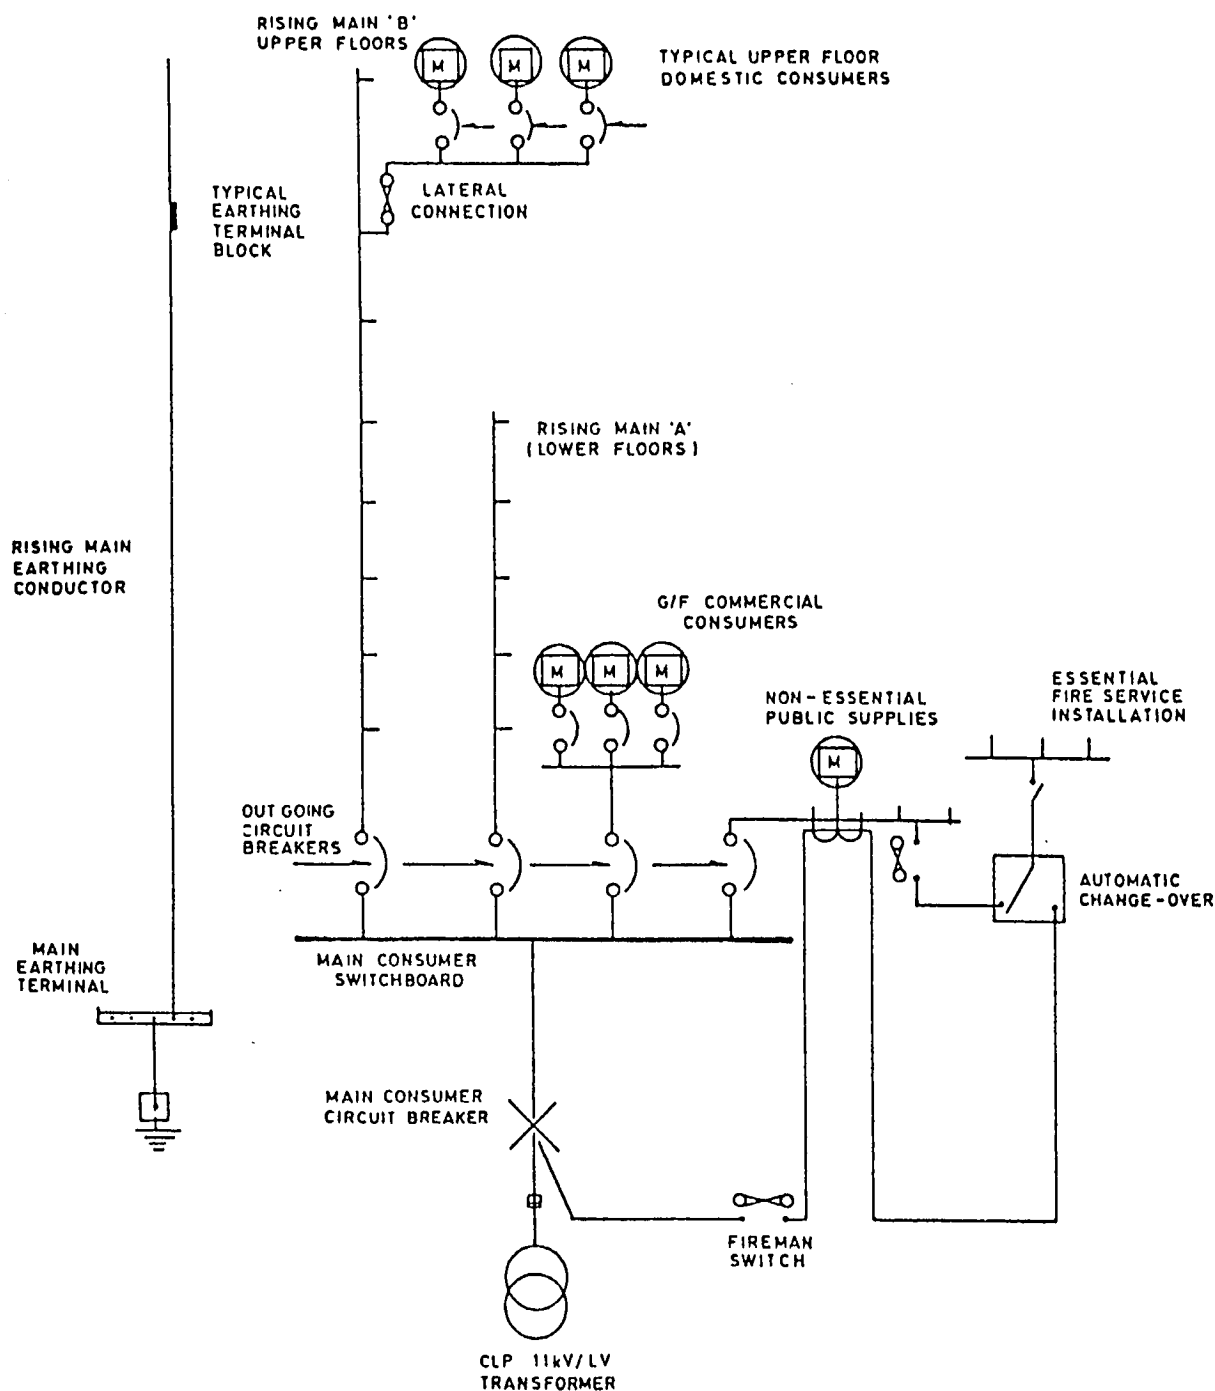 RISING MAIN 'B'
UPPER FLOORS
M
M
M
TYPICAL UPPER FLOOR
DOMESTIC CONSUMERS
TYPICAL
EARTHING
TERMINAL
BLOCK
LATERAL
CONNECTION
RISING MAIN 'A'
(LOWER FLOORS)
RISING MAIN
EARTHING
CONDUCTOR
G/F COMMERCIAL
CONSUMERS
M
M
M
NON-ESSENTIAL
PUBLIC SUPPLIES
M
ESSENTIAL
FIRE SERVICE
INSTALLATION
OUT GOING
CIRCUIT
BREAKERS
AUTOMATIC
CHANGE-OVER
MAIN
EARTHING
TERMINAL
MAIN CONSUMER
SWITCHBOARD
MAIN CONSUMER
CIRCUIT BREAKER
FIREMAN
SWITCH
CLP 11kV/LV
TRANSFORMER